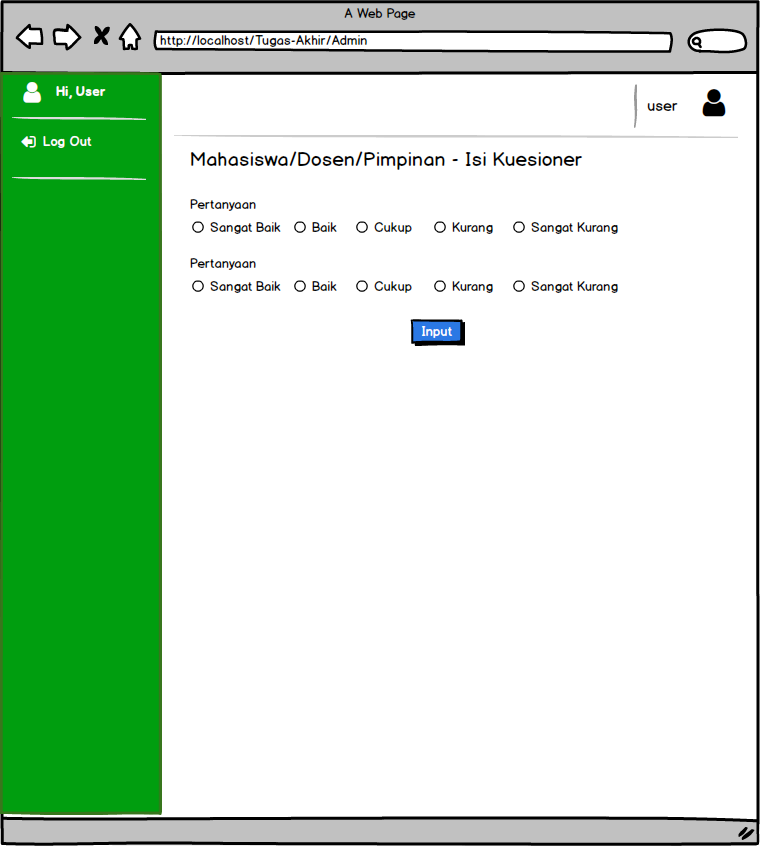 A Web Page
http://localhost/Tugas-Akhir/Admin
Hi, User
user
Log Out
Mahasiswa/Dosen/Pimpinan - Isi Kuesioner
Pertanyaan
Sangat Baik Baik Cukup Kurang Sangat Kurang
Pertanyaan
Sangat Baik Baik Cukup Kurang Sangat Kurang
Input